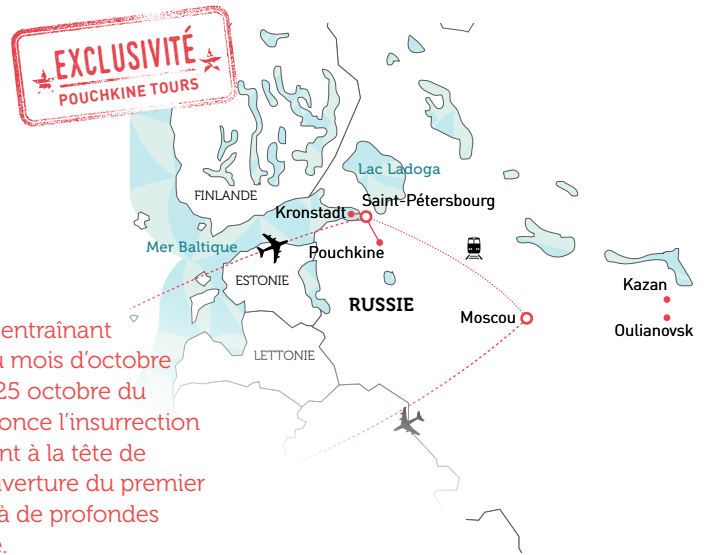 EXCLUSIVITÉ
POUCHKINE TOURS
Lac Ladoga
FINLANDE
Saint-Pétersbourg
Kronstadt
Mer Baltique
Pouchkine
ESTONIE
Kazan
RUSSIE
Moscou
Oulianovsk
LETTONIE
entraînant
u mois d’octobre
25 octobre du
once l’insurrection
nt à la tête de
uverture du premier
à de profondes